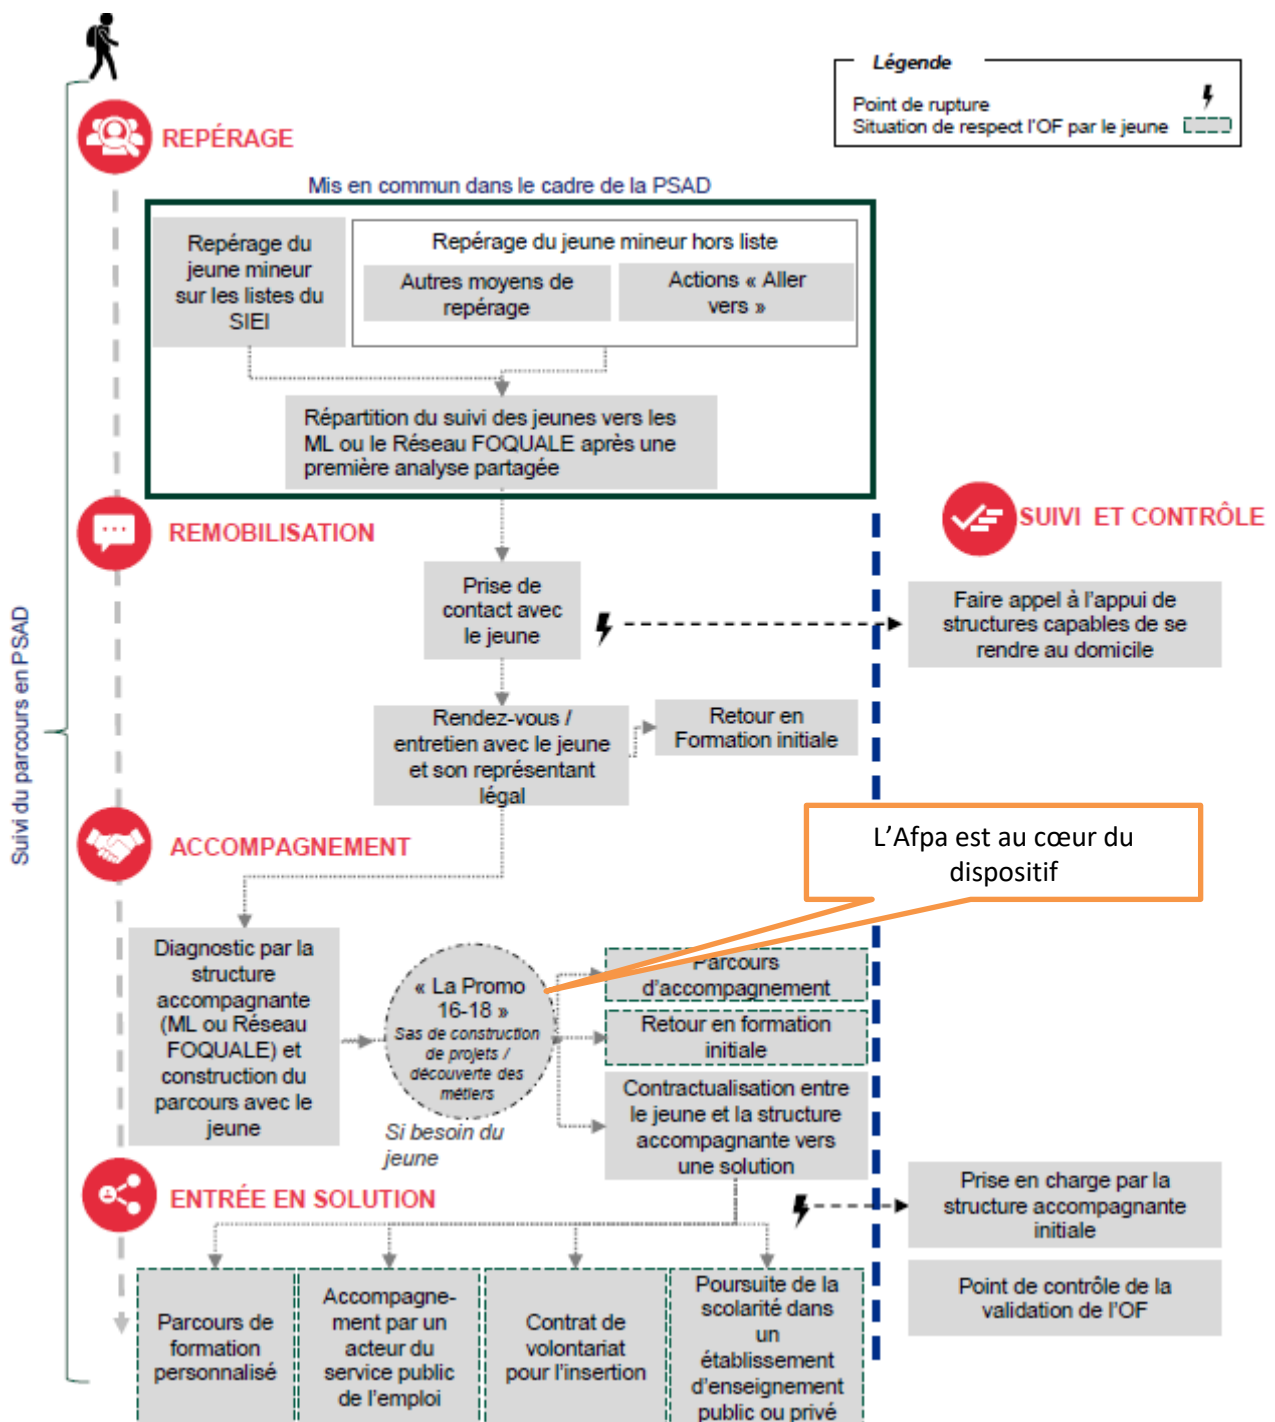 Légende
Point de rupture
Situation de respect l'OF par le jeune
REPÉRAGE
Mis en commun dans le cadre de la PSAD
Repérage du
jeune mineur
sur les listes du
SIEI
Repérage du jeune mineur hors liste
Autres moyens de
repérage
Actions « Aller
vers »
Répartition du suivi des jeunes vers les
ML ou le Réseau FOQUALE après une
première analyse partagée
REMOBILISATION
SUIVI ET CONTRÔLE
Prise de
contact avec
le jeune
Faire appel à l'appui de
structures capables de se
rendre au domicile
Rendez-vous /
entretien avec le jeune
et son représentant
légal
Retour en
Formation initiale
Suivi du parcours en PSAD
ACCOMPAGNEMENT
L'Afpa est au cœur du
dispositif
Diagnostic par la
structure
accompagnante
(ML ou Réseau
FOQUALE) et
construction du
parcours avec le
jeune
« La Promo
16-18 »
Sas de construction
de projets /
découverte des
métiers
Si besoin du
jeune
Parcours
d'accompagnement
Retour en formation
initiale
Contractualisation entre
le jeune et la structure
accompagnante vers
une solution
ENTRÉE EN SOLUTION
Prise en charge par la
structure accompagnante
initiale
Point de contrôle de la
validation de l'OF
Parcours de
formation
personnalisé
Accompagne-
ment par un
acteur du
service public
de l'emploi
Contrat de
volontariat
pour l'insertion
Poursuite de la
scolarité dans
un
établissement
d'enseignement
public ou privé